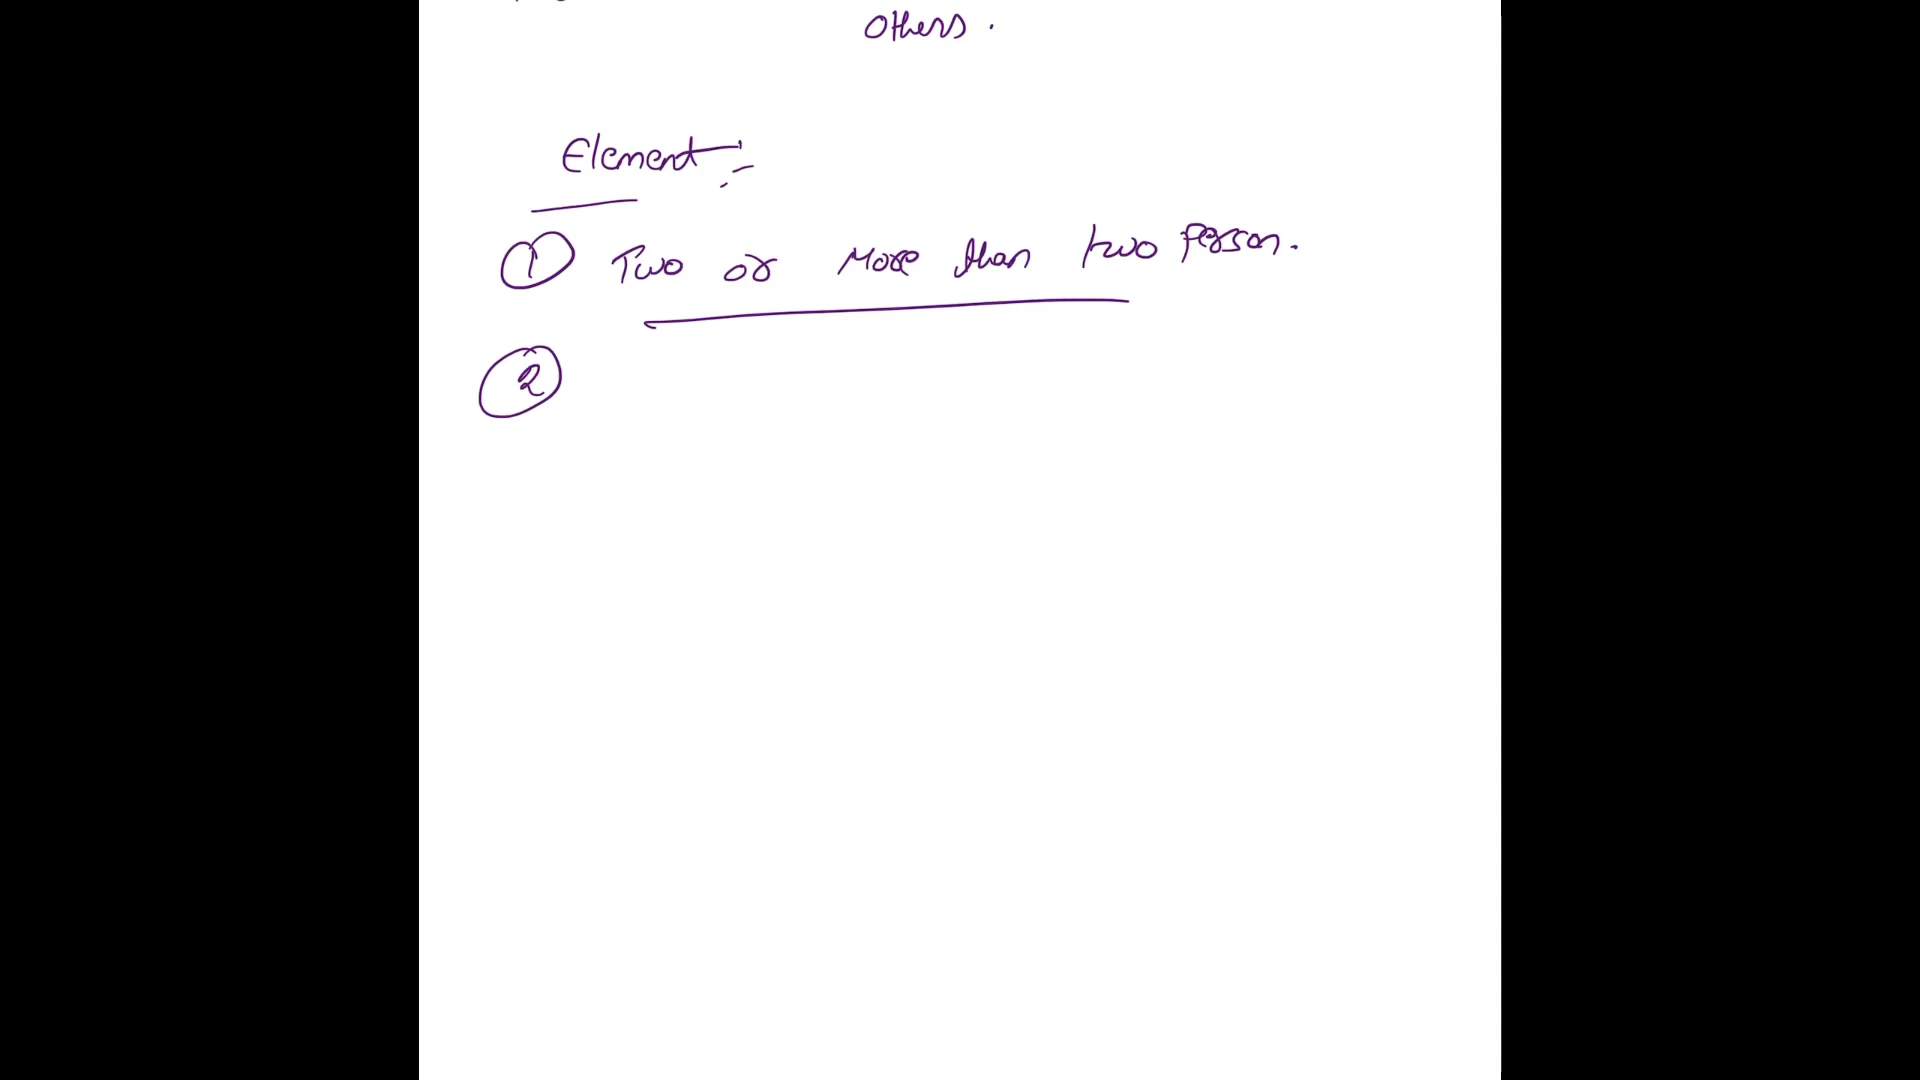 Others.
Element :-
① Two or More than two Person.
②